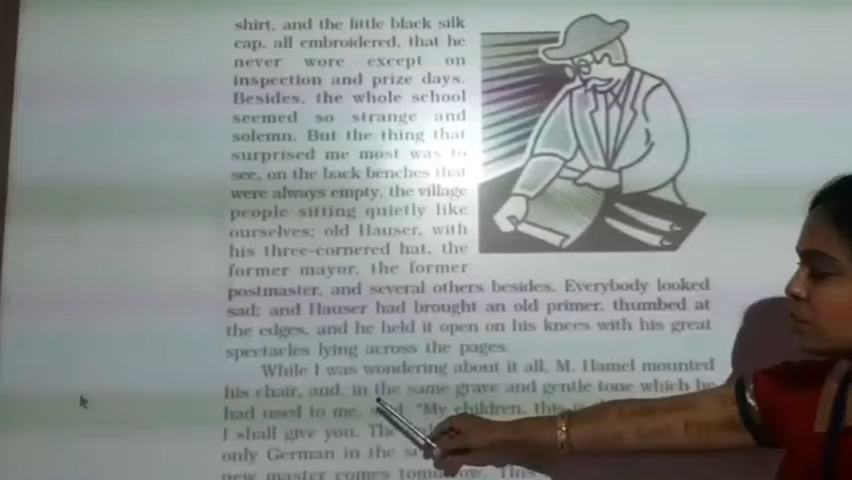 shirt, and the little black silk
cap, all embroidered, that he
never wore except on
inspection and prize days.
Besides, the whole school
seemed so strange and
solemn. But the thing that
surprised me most was to
see, on the back benches that
were always empty, the village
people sitting quietly like
ourselves; old Hauser, with
his three-cornered hat, the
former mayor, the former
postmaster, and several others besides. Everybody looked
sad; and Hauser had brought an old primer, thumbed at
the edges, and he held it open on his knees with his great
spectacles lying across the pages.
While I was wondering about it all, M. Hamel mounted
his chair, and, in the same grave and gentle tone which he
had used to me, "My children, this
I shall give you. The
only German in the
new master comes tomorrow. This